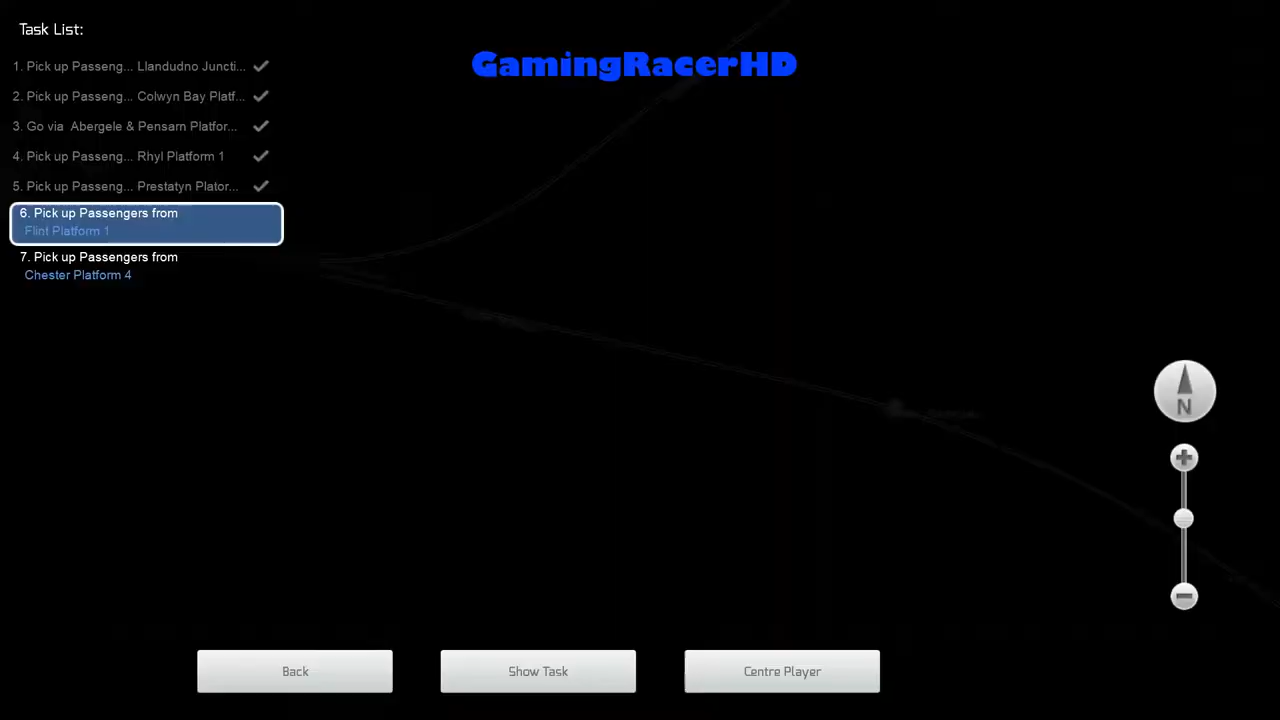 Task List:
GamingRacerHD
1. Pick up Passeng... Llandudno Juncti...
2. Pick up Passeng... Colwyn Bay Platf...
3. Go via Abergele & Pensarn Platfor...
4. Pick up Passeng... Rhyl Platform 1
5. Pick up Passeng... Prestatyn Plator...
6. Pick up Passengers from
Flint Platform 1
7. Pick up Passengers from
Chester Platform 4
N
Back
Show Task
Centre Player